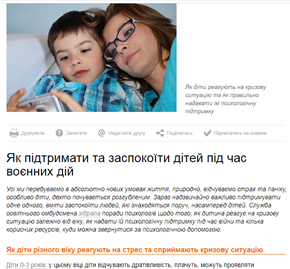 Як діти реагують на кризову
ситуацію та як правильно
надавати їм психологічну
підтримку
Друкувати
Запитати
Надіслати другу
Поділитись
Підписатись на новини
Як підтримати та заспокоїти дітей під час
воєнних дій
Усі ми перебуваємо в абсолютно нових умовах життя, природно, відчуваємо страх та паніку,
особливо діти, дехто почувається розгубленим. Зараз надзвичайно важливо підтримувати
одне одного, вміти заспокоїти людей, які знаходяться поруч, насамперед дітей. Служба
освітнього омбудсмена зібрала поради психологів щодо того, як дитина реагує на кризову
ситуацію залежно від віку, як надати їй психологічну підтримку під час війни та кілька
корисних ресурсів, куди можна звернутися за психологічною допомогою.
Як діти різного віку реагують на стрес та сприймають кризову ситуацію
Діти 0-3 років: у цьому віці діти відчувають дратівливість, плачуть, можуть проявляти